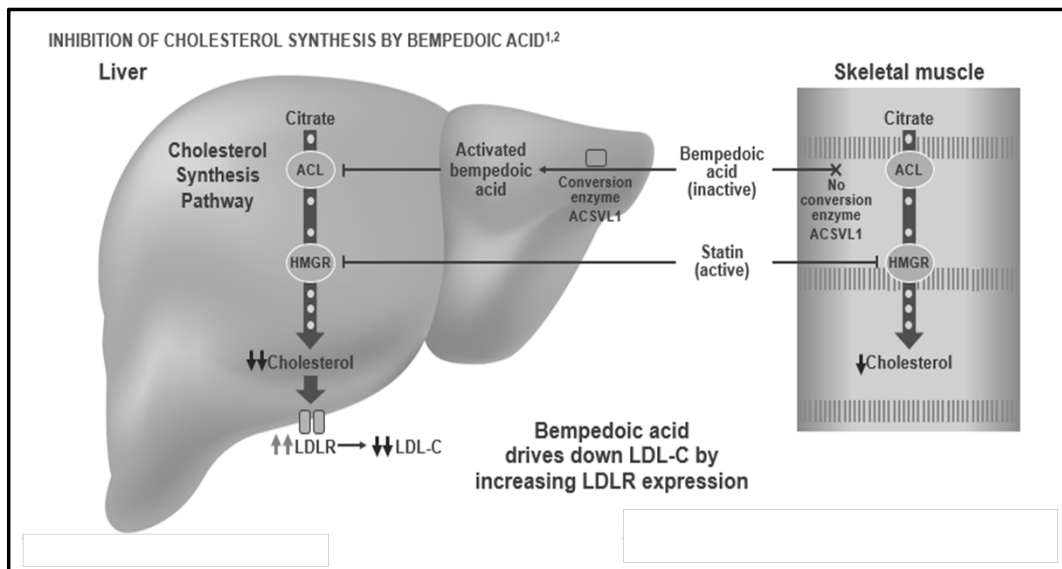 INHIBITION OF CHOLESTEROL SYNTHESIS BY BEMPEDOIC ACID1,2
Liver
Citrate
Cholesterol
Synthesis
Pathway
ACL
Activated
bempedoic
acid
Conversion
enzyme
ACSVL1
Bempedoic
acid
(inactive)
HMGR
Statin
(active)
Cholesterol
LDLR
LDL-C
Skeletal muscle
Citrate
ACL
No
conversion
enzyme
ACSVL1
HMGR
Cholesterol
Bempedoic acid
drives down LDL-C by
increasing LDLR expression